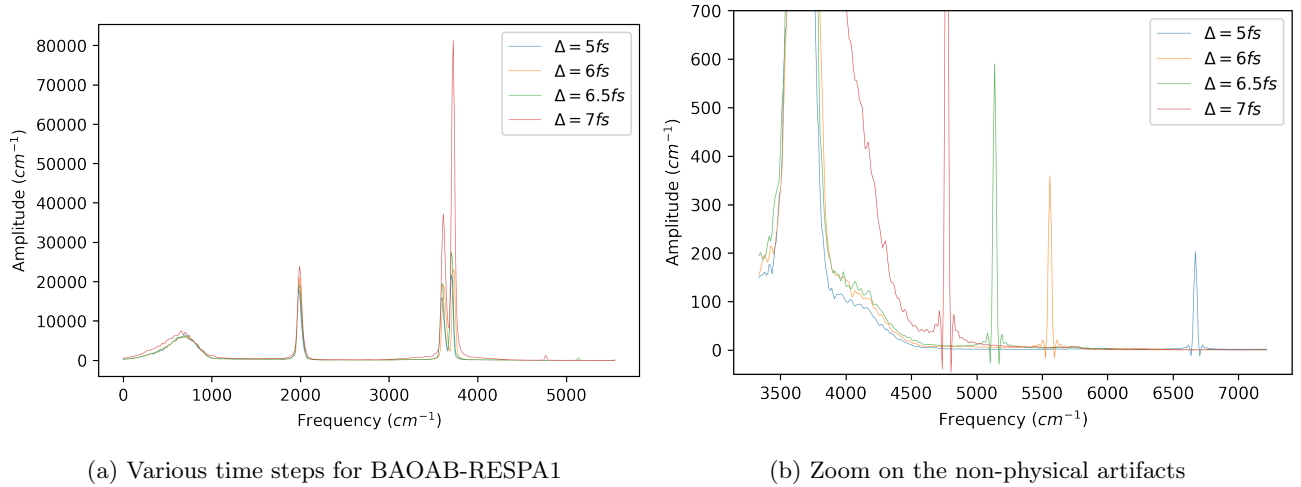 80000
70000
60000
50000
40000
30000
20000
10000
0
Amplitude (cm⁻¹)
0 1000 2000 3000 4000 5000
Frequency (cm⁻¹)
Δ = 5fs
Δ = 6fs
Δ = 6.5fs
Δ = 7fs
(a) Various time steps for BAOAB-RESPA1
700
600
500
400
300
200
100
0
Amplitude (cm⁻¹)
3500 4000 4500 5000 5500 6000 6500 7000
Frequency (cm⁻¹)
Δ = 5fs
Δ = 6fs
Δ = 6.5fs
Δ = 7fs
(b) Zoom on the non-physical artifacts